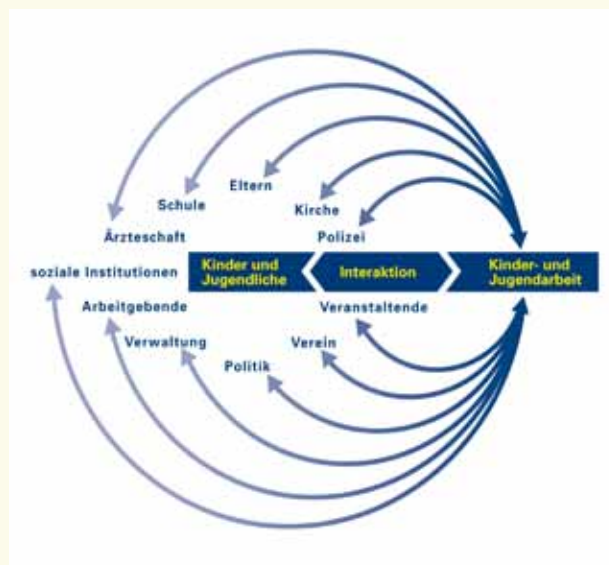 Eltern
Schule
Kirche
Ärzteschaft
Polizei
soziale Institutionen
Kinder und
Jugendliche
Interaktion
Kinder- und
Jugendarbeit
Arbeitgebende
Veranstaltende
Verwaltung
Verein
Politik